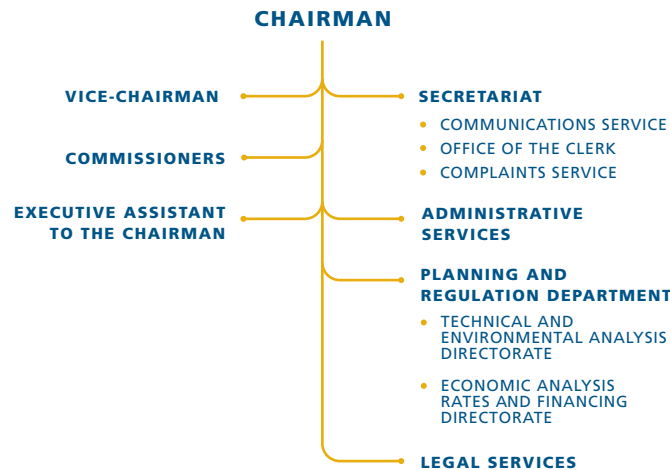 CHAIRMAN
VICE-CHAIRMAN
COMMISSIONERS
EXECUTIVE ASSISTANT
TO THE CHAIRMAN
SECRETARIAT
COMMUNICATIONS SERVICE
OFFICE OF THE CLERK
COMPLAINTS SERVICE
ADMINISTRATIVE
SERVICES
PLANNING AND
REGULATION DEPARTMENT
TECHNICAL AND
ENVIRONMENTAL ANALYSIS
DIRECTORATE
ECONOMIC ANALYSIS
RATES AND FINANCING
DIRECTORATE
LEGAL SERVICES